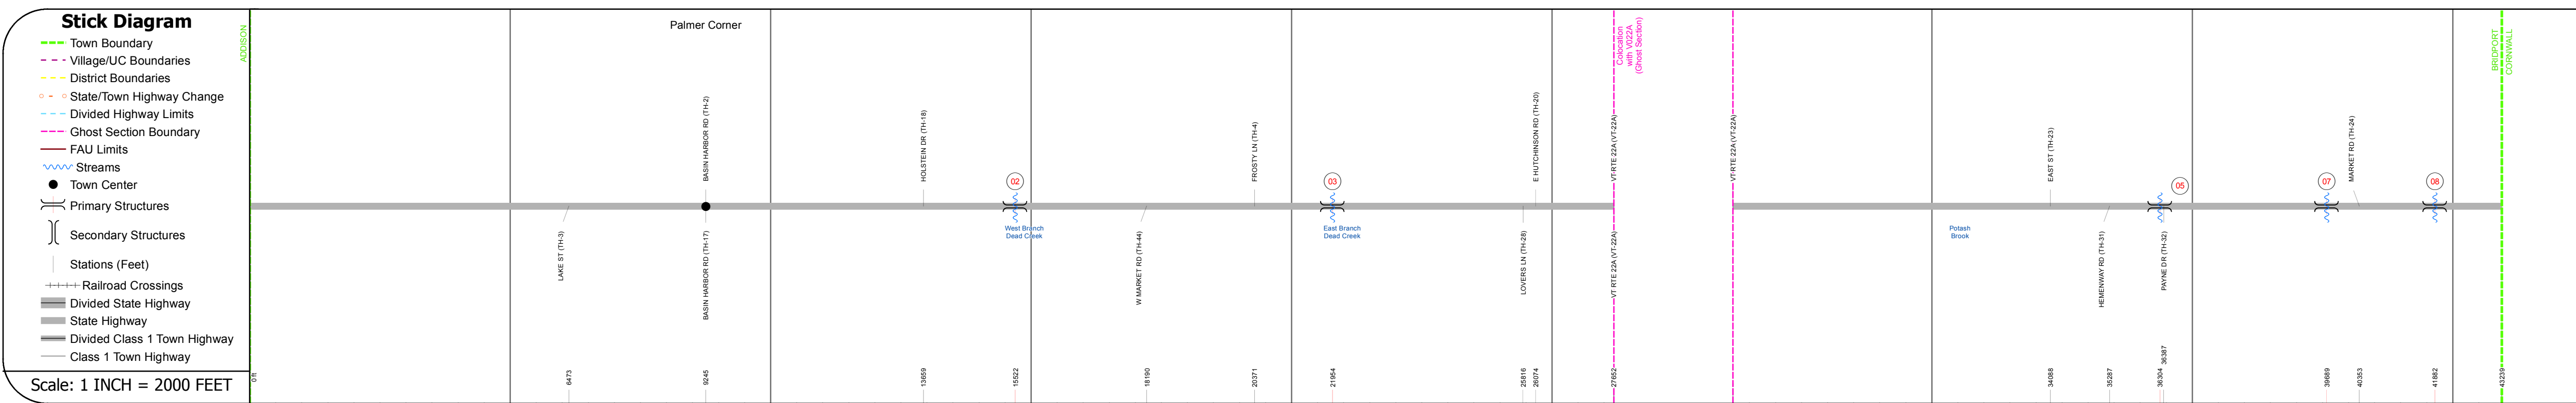 Stick Diagram
Town Boundary
Village/UC Boundaries
District Boundaries
State/Town Highway Change
Divided Highway Limits
Ghost Section Boundary
FAU Limits
Streams
Town Center
Primary Structures
Secondary Structures
Stations (Feet)
Railroad Crossings
Divided State Highway
State Highway
Divided Class 1 Town Highway
Class 1 Town Highway
Scale: 1 INCH = 2000 FEET
ADDISON
Palmer Corner
Colocation
with V022A
(Ghost Section)
BRIDPORT
CORNWALL
BASIN HARBOR RD (TH-2)
HOLSTEIN DR (TH-18)
FROSTY LN (TH-4)
E HUTCHINSON RD (TH-20)
VT RTE 22A (VT-22A)
VT RTE 22A (VT-22A)
EAST ST (TH-23)
MARKET RD (TH-24)
02
03
05
07
08
West Branch
Dead Creek
East Branch
Dead Creek
Potash
Brook
LAKE ST (TH-3)
BASIN HARBOR RD (TH-17)
W MARKET RD (TH-44)
LOVERS LN (TH-28)
VT RTE 22A (VT-22A)
HEMENWAY RD (TH-31)
PAYNE DR (TH-32)
0 ft
6473
9245
13659
15522
18190
20371
21954
25816
26074
27652
34088
35287
36304
36387
39689
40353
41882
43239